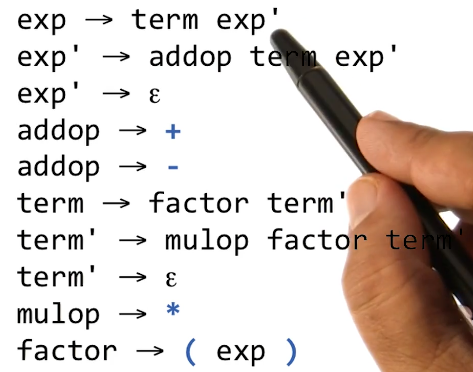 exp → term exp'
exp' → addop term exp'
exp' → ε
addop → +
addop → -
term → factor term'
term' → mulop factor term'
term' → ε
mulop → *
factor → ( exp )